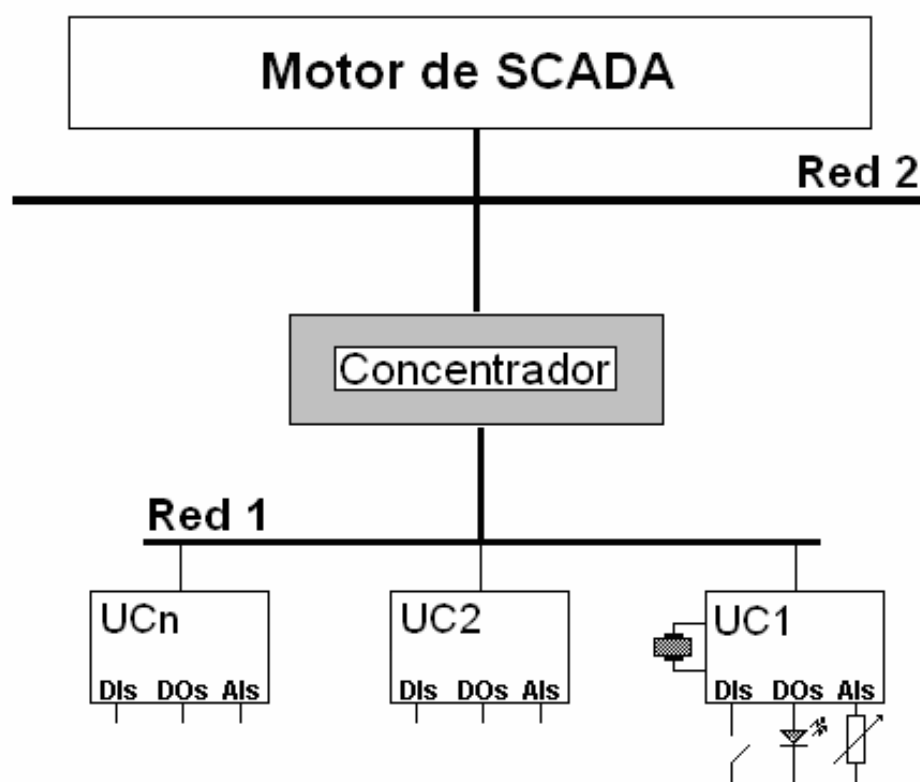 Motor de SCADA
Red 2
Concentrador
Red 1
UCn
DIs DOs AIs
UC2
DIs DOs AIs
UC1
DIs DOs AIs